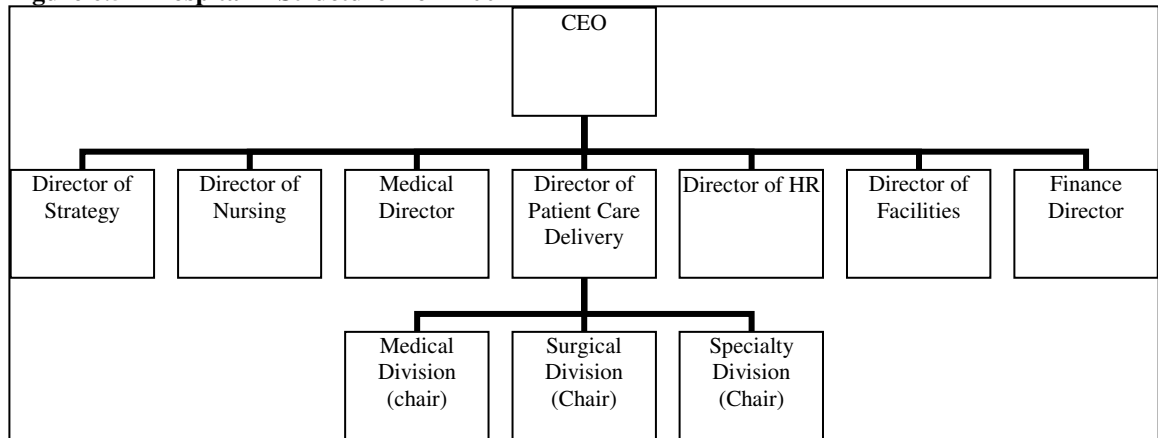 CEO
Director of
Strategy
Director of
Nursing
Medical
Director
Director of
Patient Care
Delivery
Director of HR
Director of
Facilities
Finance
Director
Medical
Division
(chair)
Surgical
Division
(Chair)
Specialty
Division
(Chair)